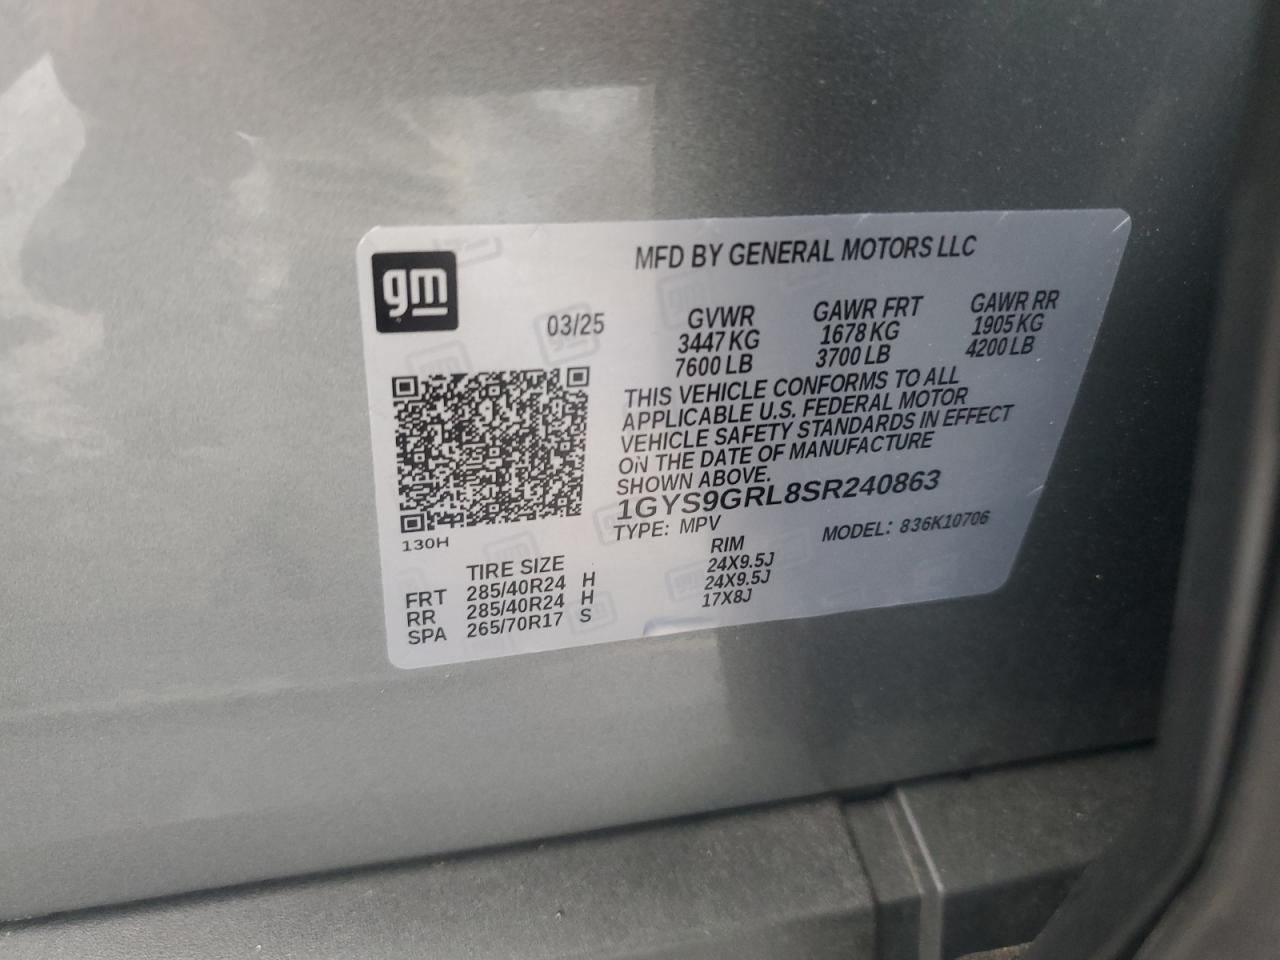 gm
MFD BY GENERAL MOTORS LLC
03/25
GVWR GAWR FRT GAWR RR
3447 KG 1678 KG 1905 KG
7600 LB 3700 LB 4200 LB
THIS VEHICLE CONFORMS TO ALL
APPLICABLE U.S. FEDERAL MOTOR
VEHICLE SAFETY STANDARDS IN EFFECT
ON THE DATE OF MANUFACTURE
SHOWN ABOVE.
1GYS9GRL8SR240863
TYPE: MPV MODEL: 836K10706
130H
TIRE SIZE RIM
FRT 285/40R24 H 24X9.5J
RR 285/40R24 H 24X9.5J
SPA 265/70R17 S 17X8J